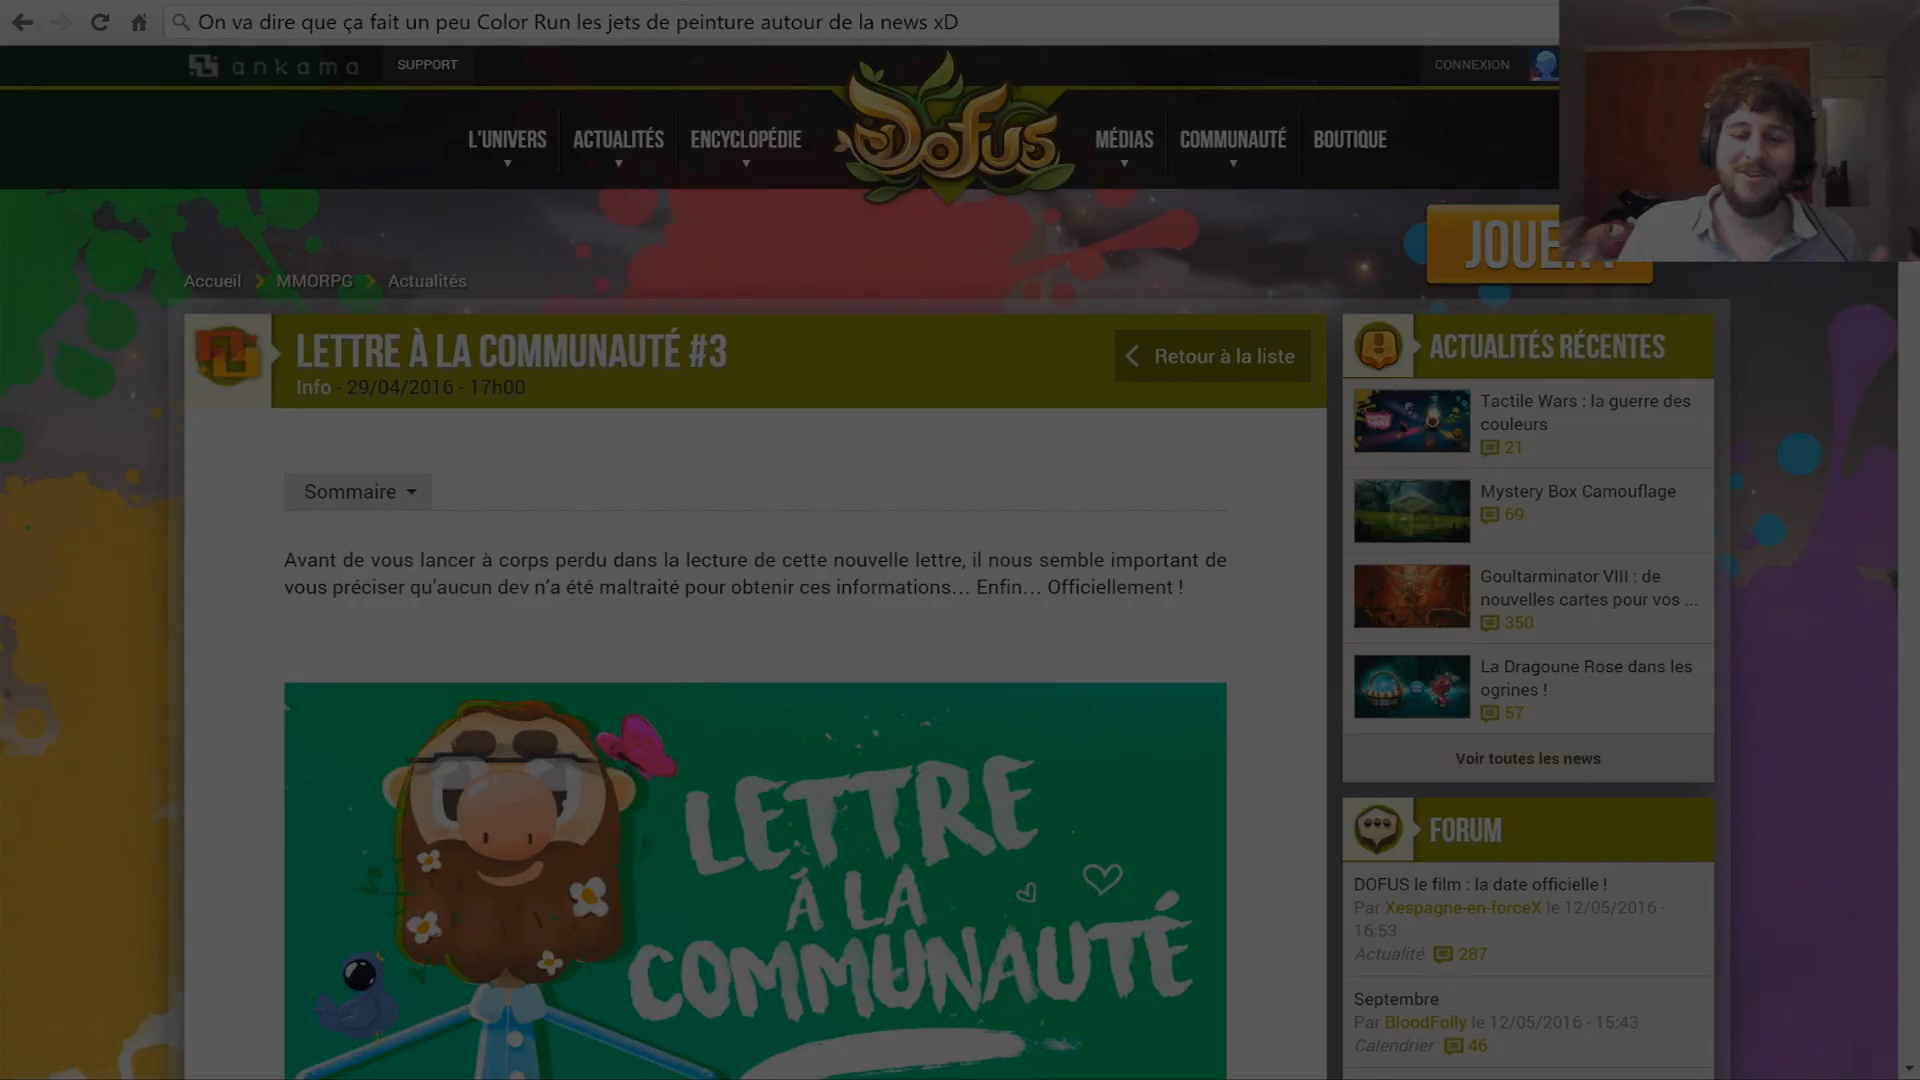 On va dire que ça fait un peu Color Run les jets de peinture autour de la news xD
ankama
SUPPORT
CONNEXION
L'UNIVERS
ACTUALITÉS
ENCYCLOPÉDIE
DOFUS
MÉDIAS
COMMUNAUTÉ
BOUTIQUE
Accueil
MMORPG
Actualités
LETTRE À LA COMMUNAUTÉ #3
Info - 29/04/2016 - 17h00
Retour à la liste
Sommaire
Avant de vous lancer à corps perdu dans la lecture de cette nouvelle lettre, il nous semble important de
vous préciser qu'aucun dev n'a été maltraité pour obtenir ces informations… Enfin… Officiellement !
LETTRE
À LA
COMMUNAUTÉ
ACTUALITÉS RÉCENTES
Tactile Wars : la guerre des
couleurs
21
Mystery Box Camouflage
69
Goultarminator VIII : de
nouvelles cartes pour vos ...
350
La Dragoune Rose dans les
ogrines !
57
Voir toutes les news
FORUM
DOFUS le film : la date officielle !
Par Xespagne-en-forceX le 12/05/2016 -
16:53
Actualité 287
Septembre
Par BloodFolly le 12/05/2016 - 15:43
Calendrier 46